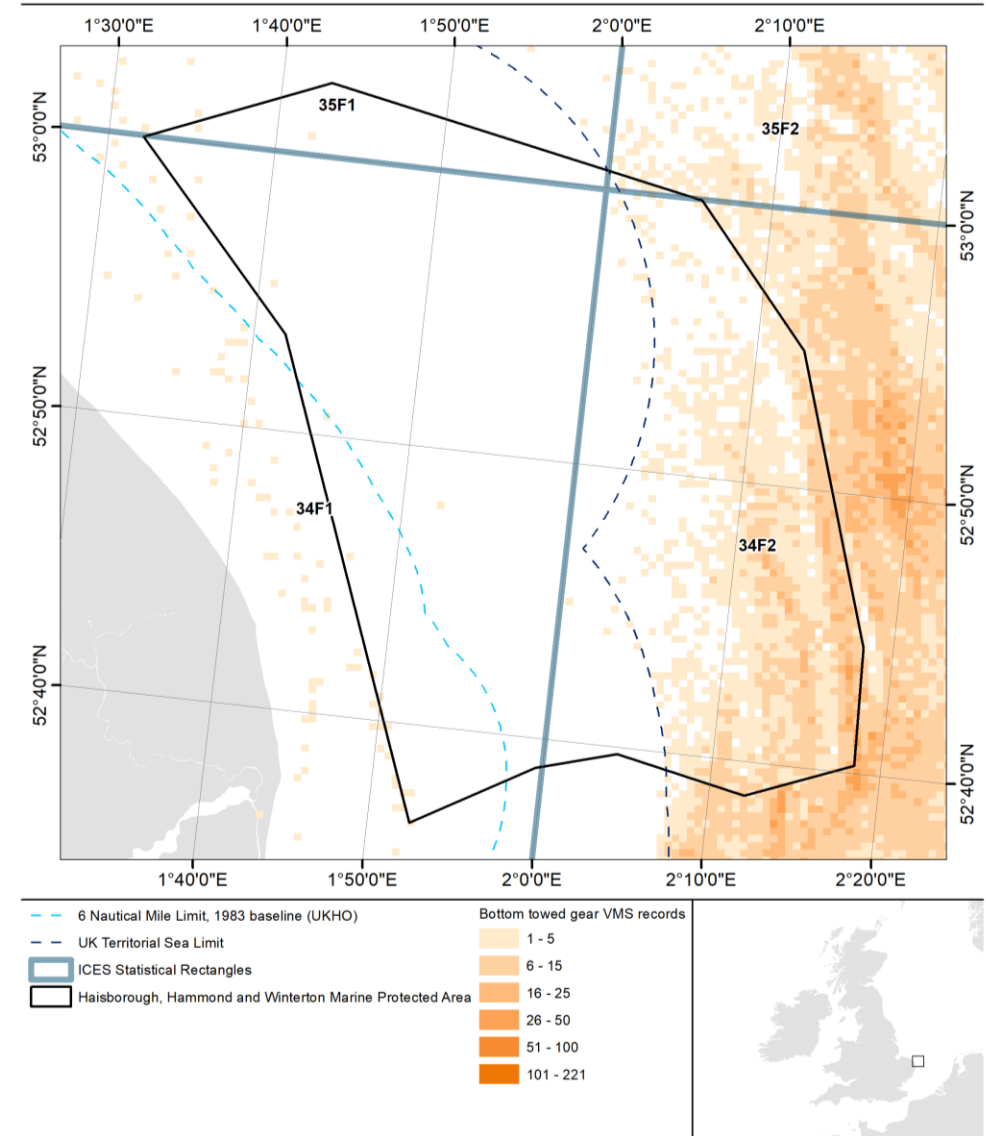 1°30'0"E 1°40'0"E 1°50'0"E 2°0'0"E 2°10'0"E
35F1
53°0'0"N
35F2
53°0'0"N
52°50'0"N
34F1
52°50'0"N
34F2
52°40'0"N
52°40'0"N
1°40'0"E 1°50'0"E 2°0'0"E 2°10'0"E 2°20'0"E
6 Nautical Mile Limit, 1983 baseline (UKHO)
UK Territorial Sea Limit
ICES Statistical Rectangles
Haisborough, Hammond and Winterton Marine Protected Area
Bottom towed gear VMS records
1 - 5
6 - 15
16 - 25
26 - 50
51 - 100
101 - 221